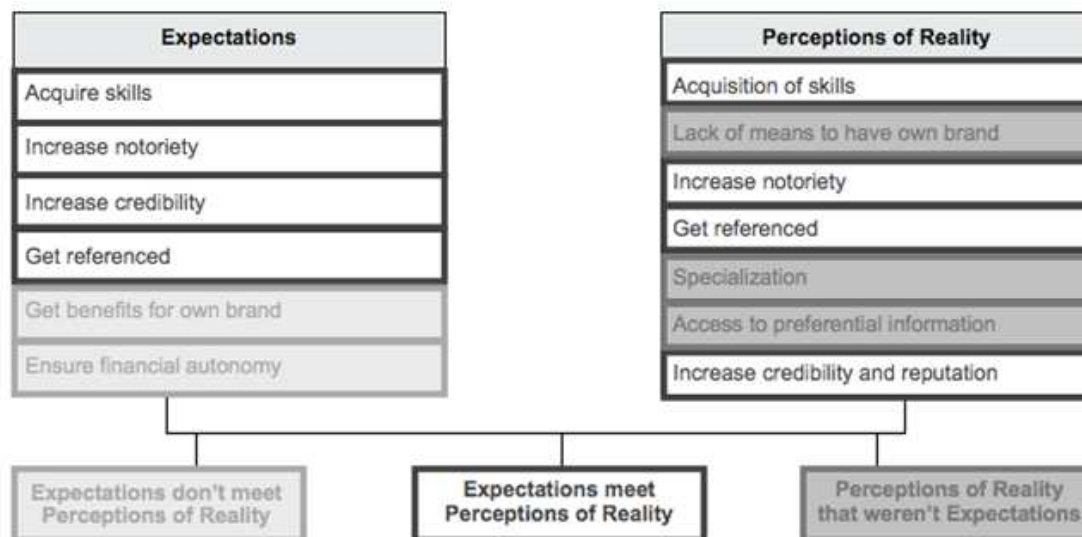 Expectations
Acquire skills
Increase notoriety
Increase credibility
Get referenced
Get benefits for own brand
Ensure financial autonomy
Perceptions of Reality
Acquisition of skills
Lack of means to have own brand
Increase notoriety
Get referenced
Specialization
Access to preferential information
Increase credibility and reputation
Expectations don't meet
Perceptions of Reality
Expectations meet
Perceptions of Reality
Perceptions of Reality
that weren't Expectations